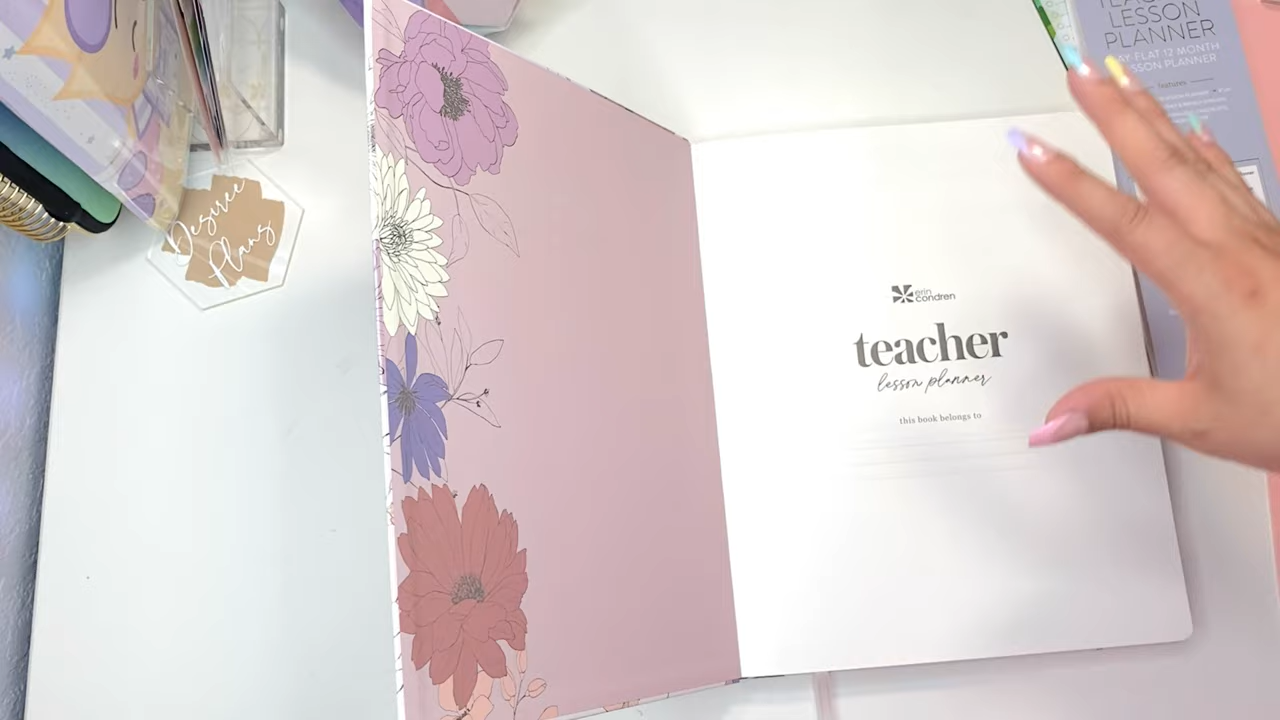 Desiree
Plans
erin
condren
teacher
lesson planner
this book belongs to
LESSON
PLANNER
LAY-FLAT 12 MONTH
LESSON PLANNER
features